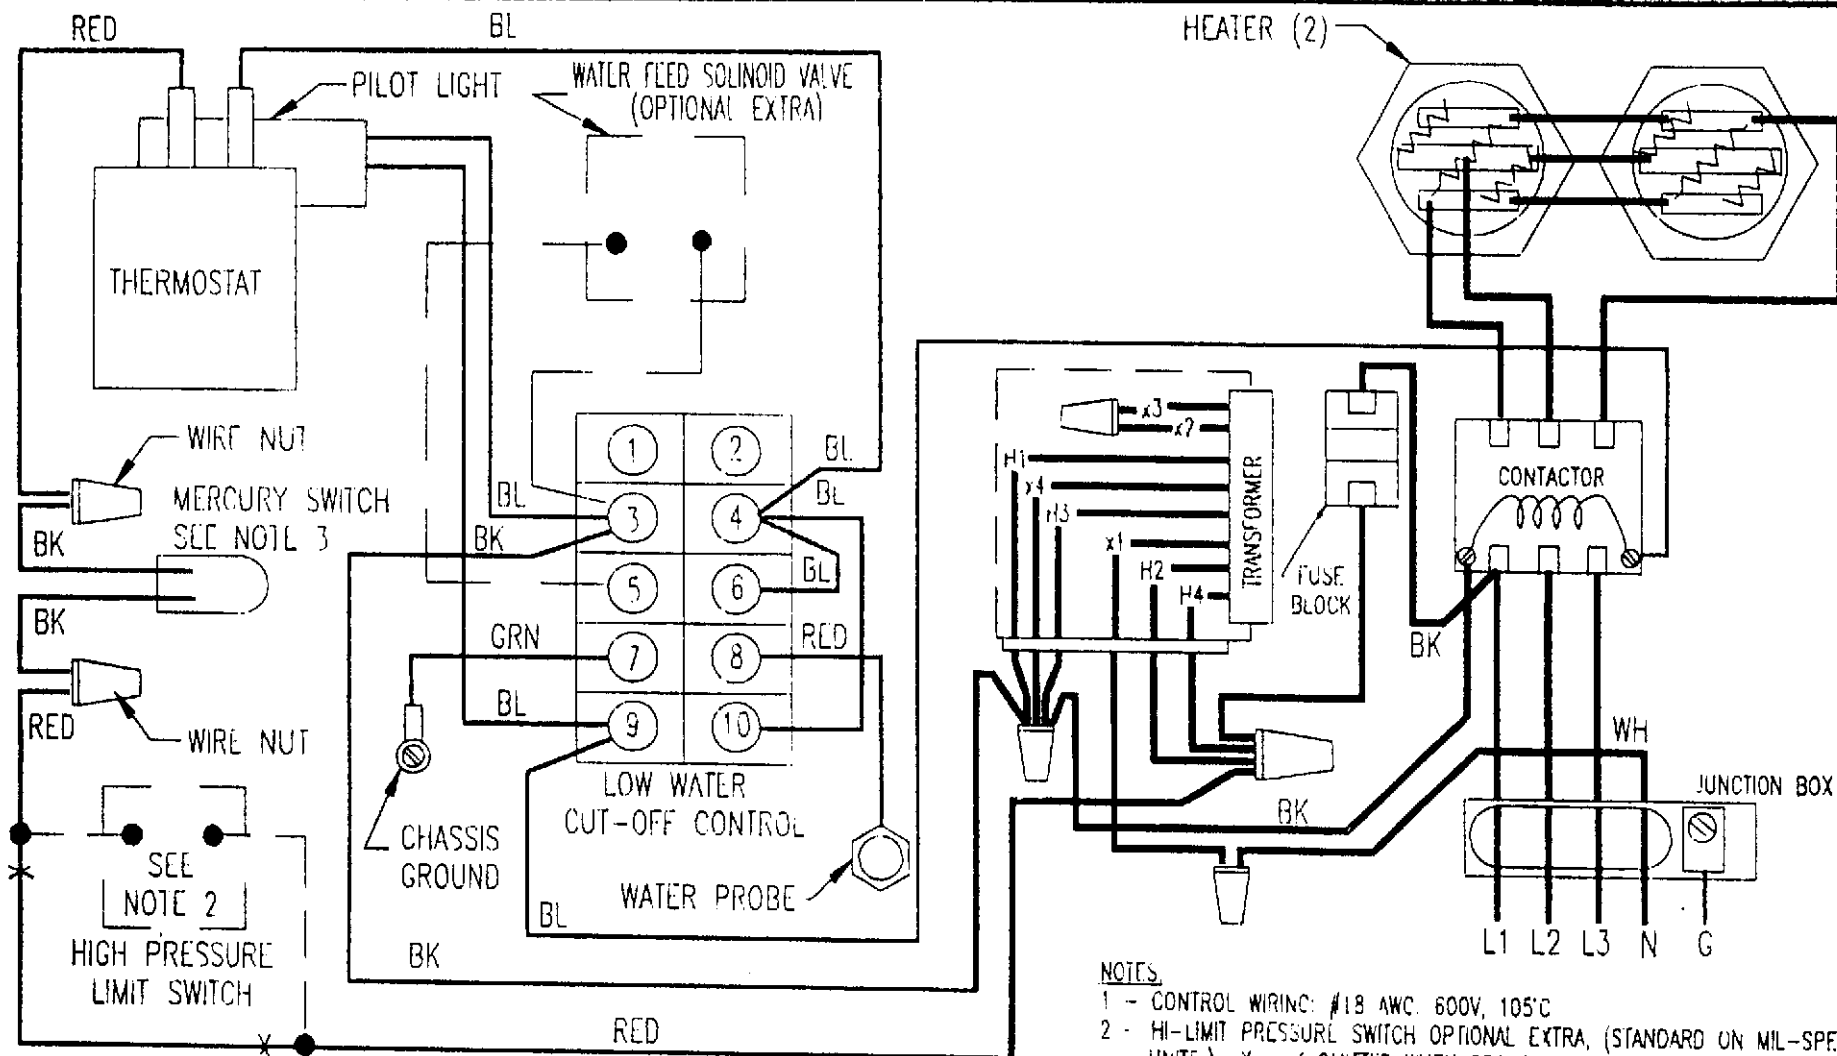 RED
BL
HEATER (2)
PILOT LIGHT
WATER FEED SOLINOID VALVE
(OPTIONAL EXTRA)
THERMOSTAT
WIRE NUT
MERCURY SWITCH
SEE NOTE 3
BK
BK
RED
WIRE NUT
SEE
NOTE 2
HIGH PRESSURE
LIMIT SWITCH
BL
BK
GRN
BL
1
2
3
4
5
6
7
8
9
10
BL
BL
BL
RED
LOW WATER
CUT-OFF CONTROL
CHASSIS
GROUND
WATER PROBE
BL
BK
RED
X
X
x3
x2
H1
x4
H3
x1
H2
H4
TRANSFORMER
FUSE
BLOCK
CONTACTOR
BK
BK
WH
JUNCTION BOX
L1 L2 L3 N G
NOTES:
1 - CONTROL WIRING: #18 AWG. 600V, 105°C
2 - HI-LIMIT PRESSURE SWITCH OPTIONAL EXTRA, (STANDARD ON MIL-SPE